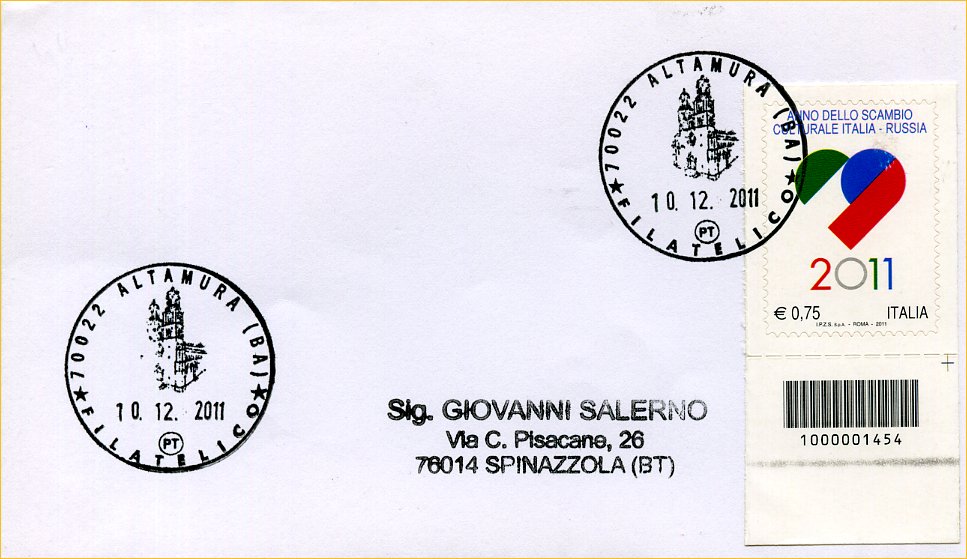 70022 ALTAMURA (BA)
10. 12. 2011
PT
★ FILATELICO ★
ANNO DELLO SCAMBIO
CULTURALE ITALIA - RUSSIA
2011
€ 0,75 ITALIA
I.P.Z.S. S.p.A. - ROMA - 2011
1000001454
70022 ALTAMURA (BA)
10. 12. 2011
PT
★ FILATELICO ★
Sig. GIOVANNI SALERNO
Via C. Pisacane, 26
76014 SPINAZZOLA (BT)